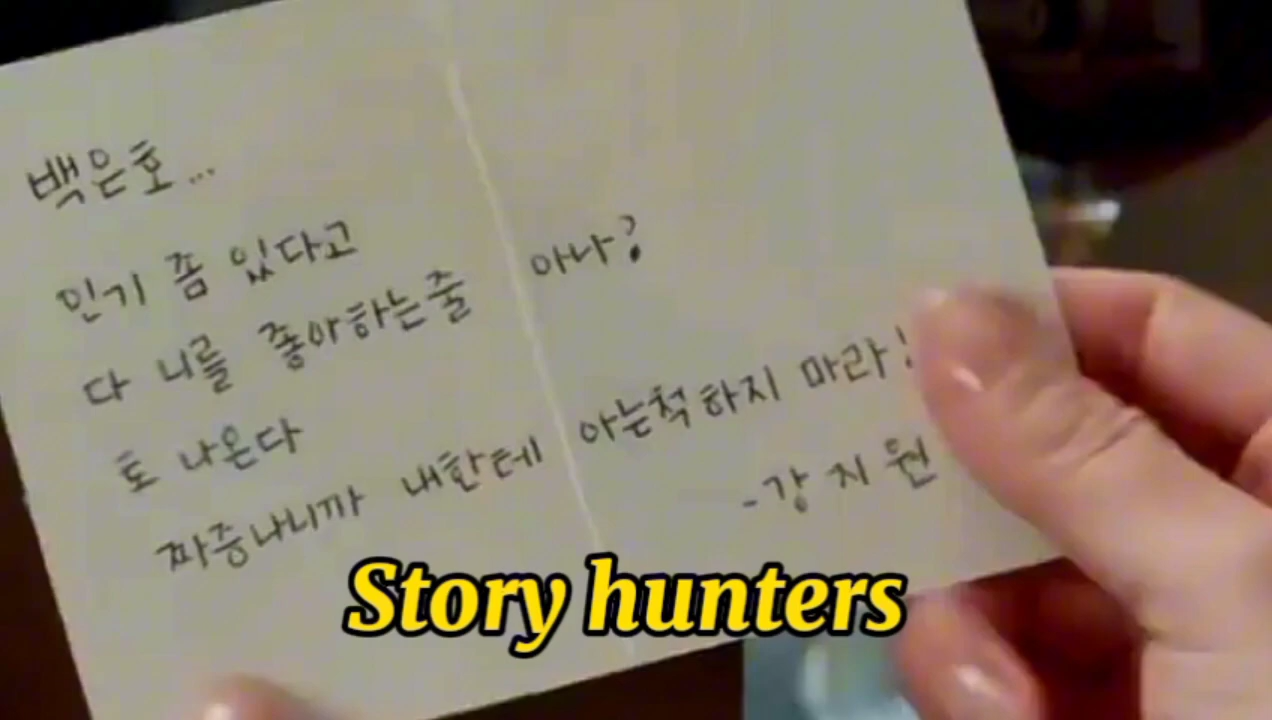 백은호...
인기 좀 있다고
다 니를 좋아하는줄 아나?
토 나온다
짜증나니까 내한테 아는척하지 마라!
-강지원
Story hunters